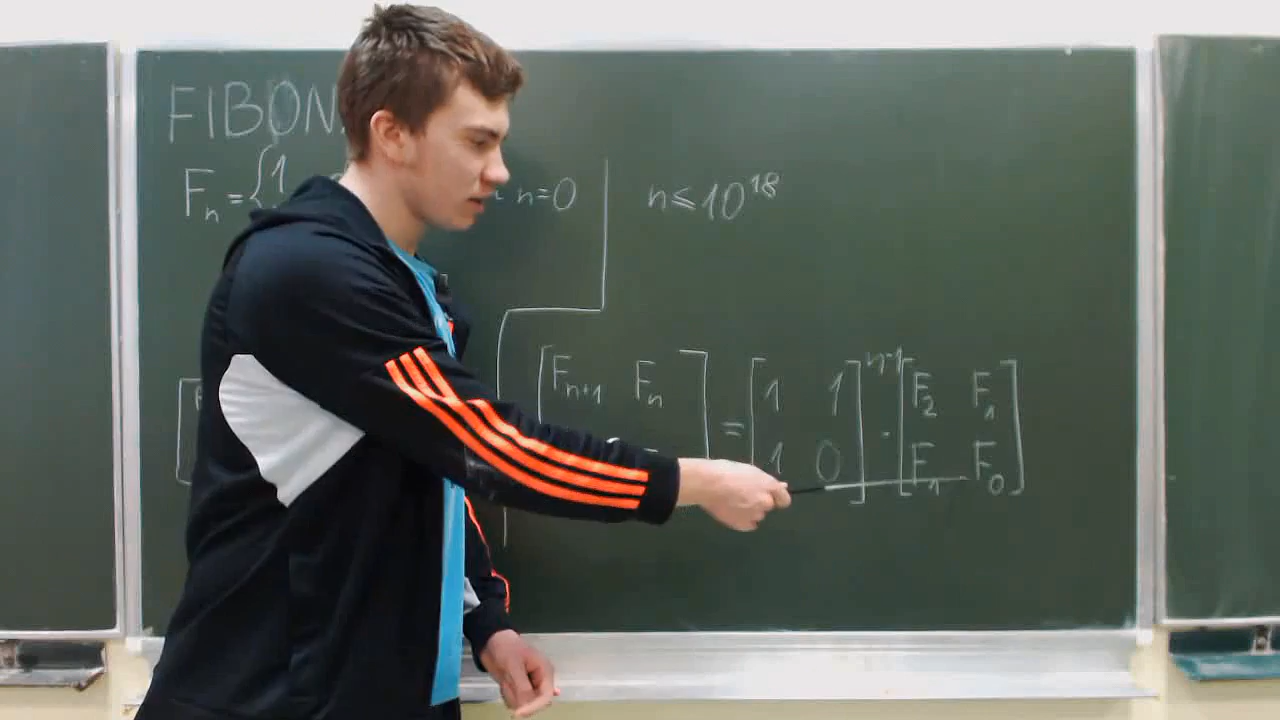 FIBON
Fn = { 1 n=0
n ≤ 10^18
[ Fn+1 Fn ] = [ 1 1 ]^n-1 · [ F2 F1 ]
[ 1 0 ] [ F1 F0 ]